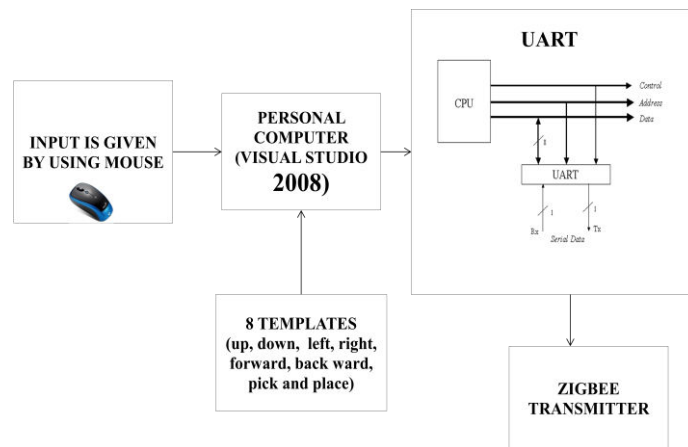 UART
CPU
Control
Address
Data
8
UART
1
1
Rx
Tx
Serial Data
INPUT IS GIVEN
BY USING MOUSE
PERSONAL
COMPUTER
(VISUAL STUDIO
2008)
8 TEMPLATES
(up, down, left, right,
forward, back ward,
pick and place)
ZIGBEE
TRANSMITTER